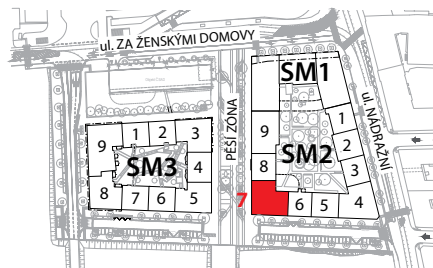 ul. ZA ŽENSKÝMI DOMOVY
SM1
ul. NÁDRAŽNÍ
PĚŠÍ ZÓNA
9 1 2 3
SM3
4
8 7 6 5
9 1
2
SM2
8 3
7
6 5 4